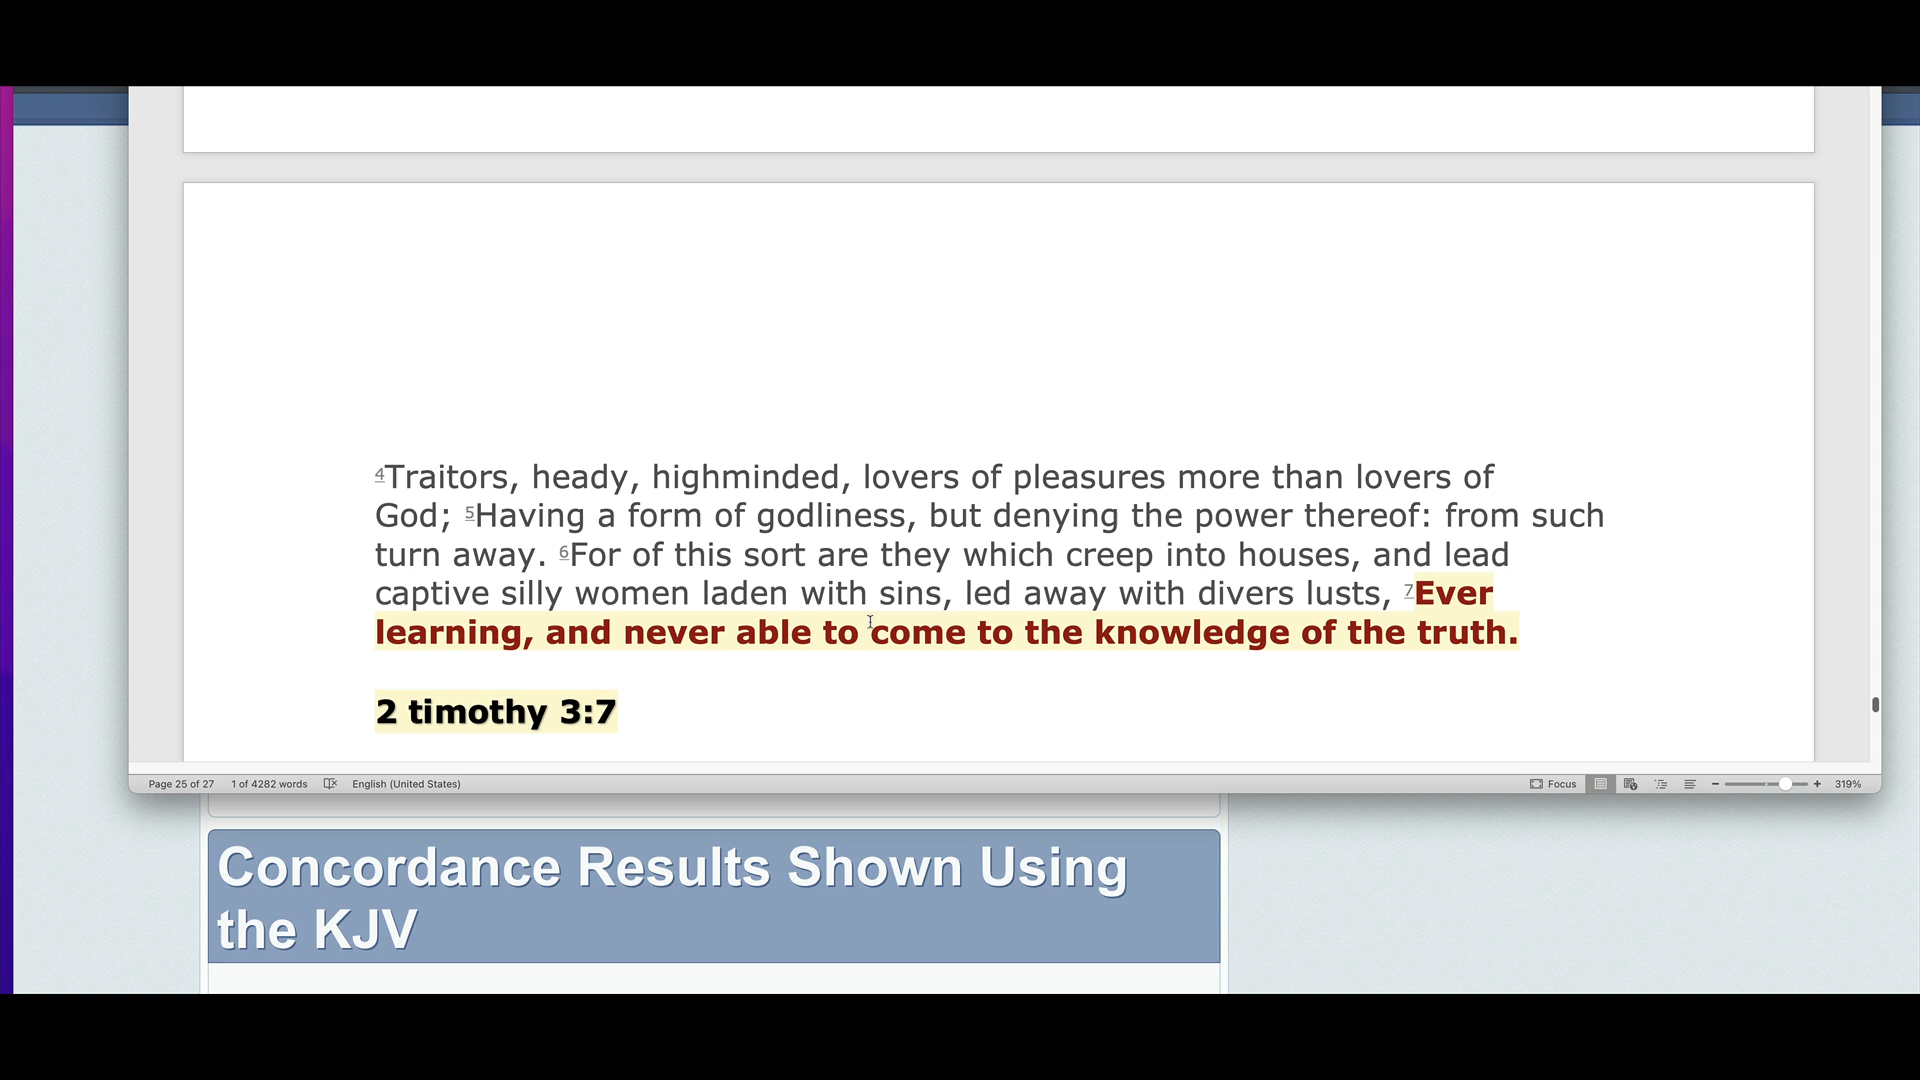 4Traitors, heady, highminded, lovers of pleasures more than lovers of
God; 5Having a form of godliness, but denying the power thereof: from such
turn away. 6For of this sort are they which creep into houses, and lead
captive silly women laden with sins, led away with divers lusts, 7Ever
learning, and never able to come to the knowledge of the truth.
2 timothy 3:7
Page 25 of 27 1 of 4282 words English (United States) Focus 319%
Concordance Results Shown Using
the KJV